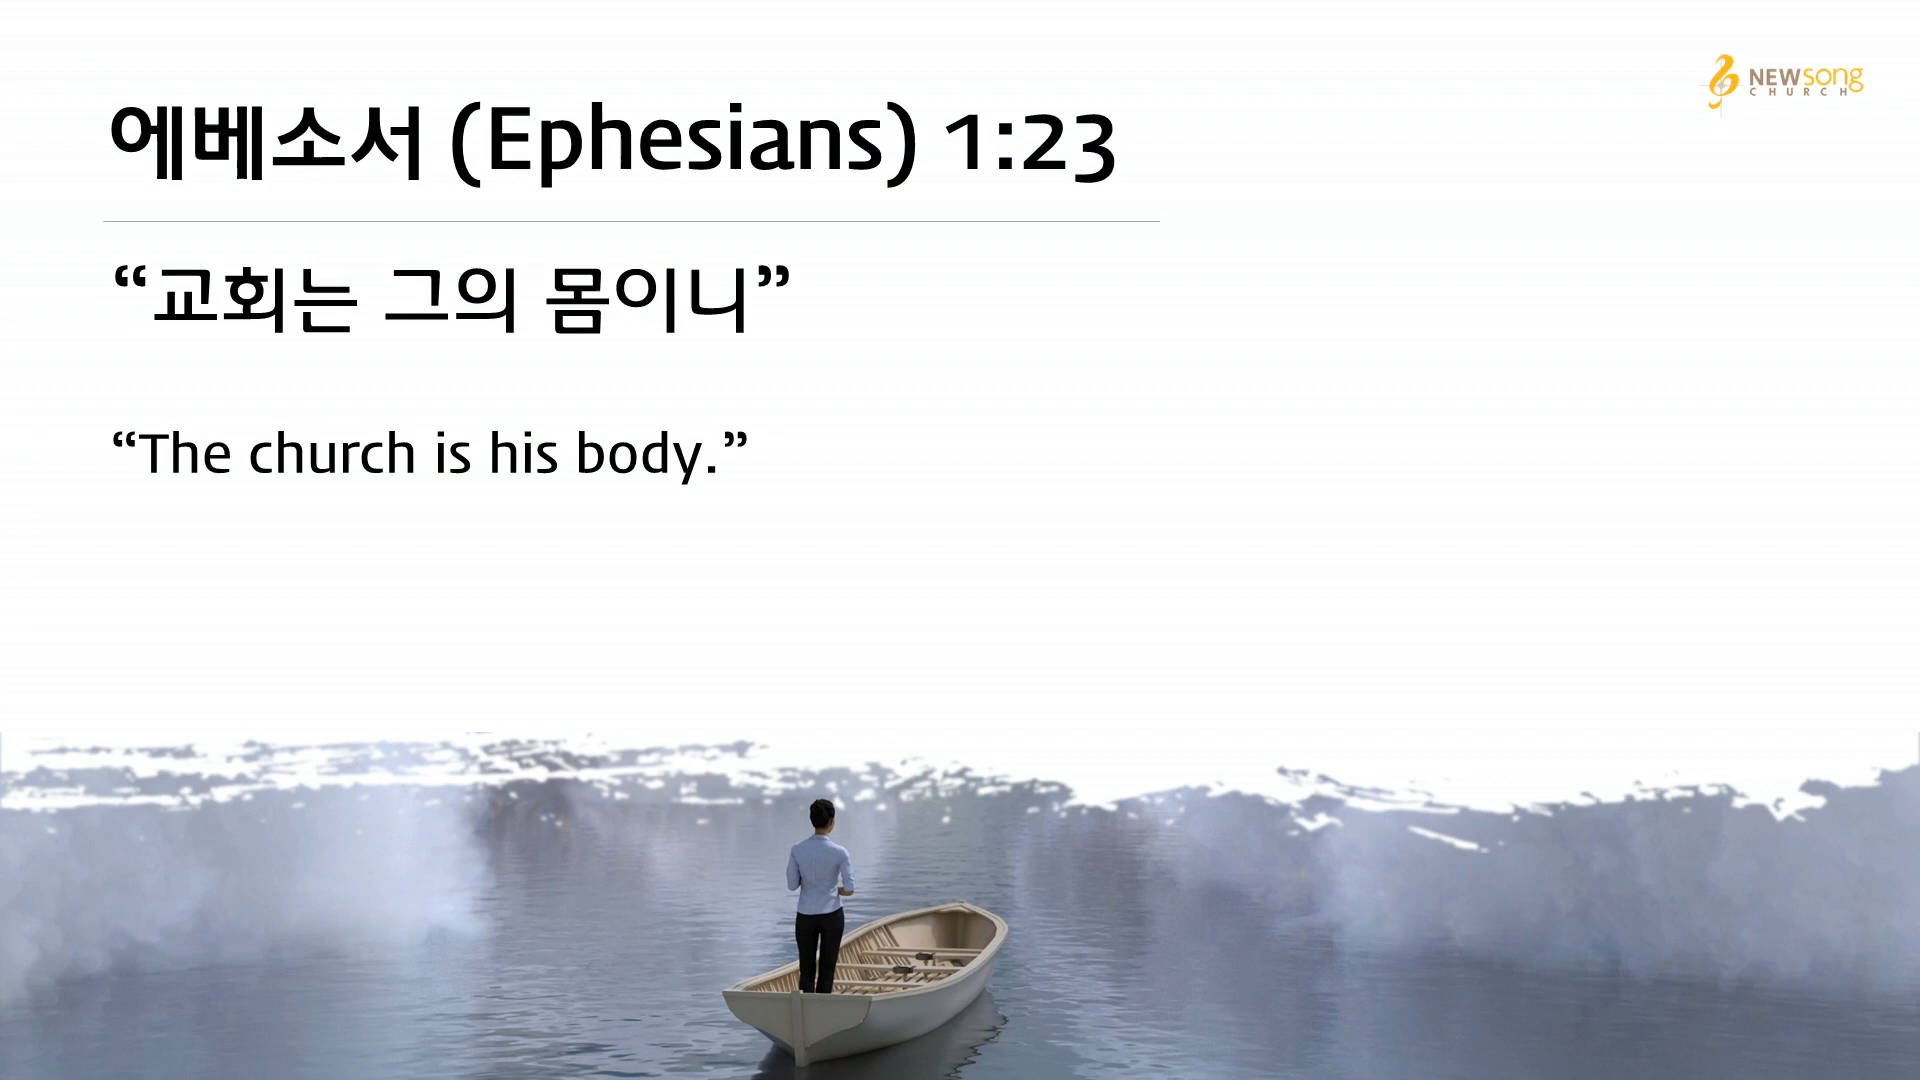 NEWsong
CHURCH
에베소서 (Ephesians) 1:23
“교회는 그의 몸이니”
“The church is his body.”